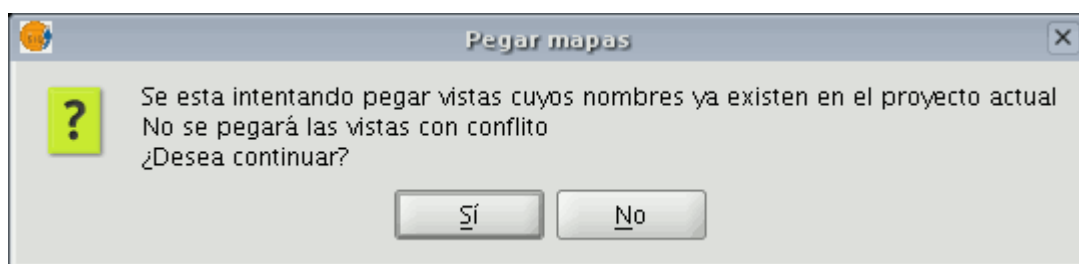 Pegar mapas
Se esta intentando pegar vistas cuyos nombres ya existen en el proyecto actual
No se pegará las vistas con conflito
¿Desea continuar?
Sí
No